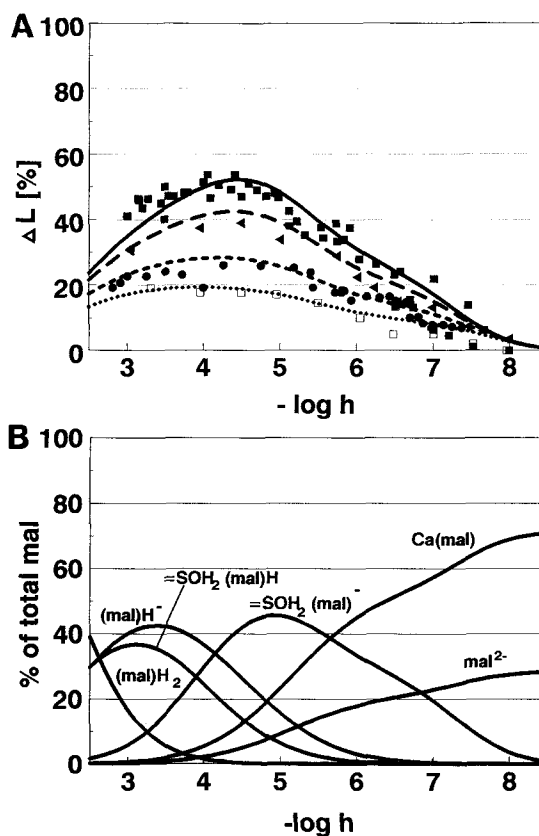 A
Δ L [%]
100
80
60
40
20
0
3 4 5 6 7 8
- log h
B
% of total mal
100
80
60
40
20
0
Ca(mal)
≈SOH₂ (mal)H
=SOH₂ (mal)⁻
(mal)H⁻
(mal)H₂
mal²⁻
3 4 5 6 7 8
-log h